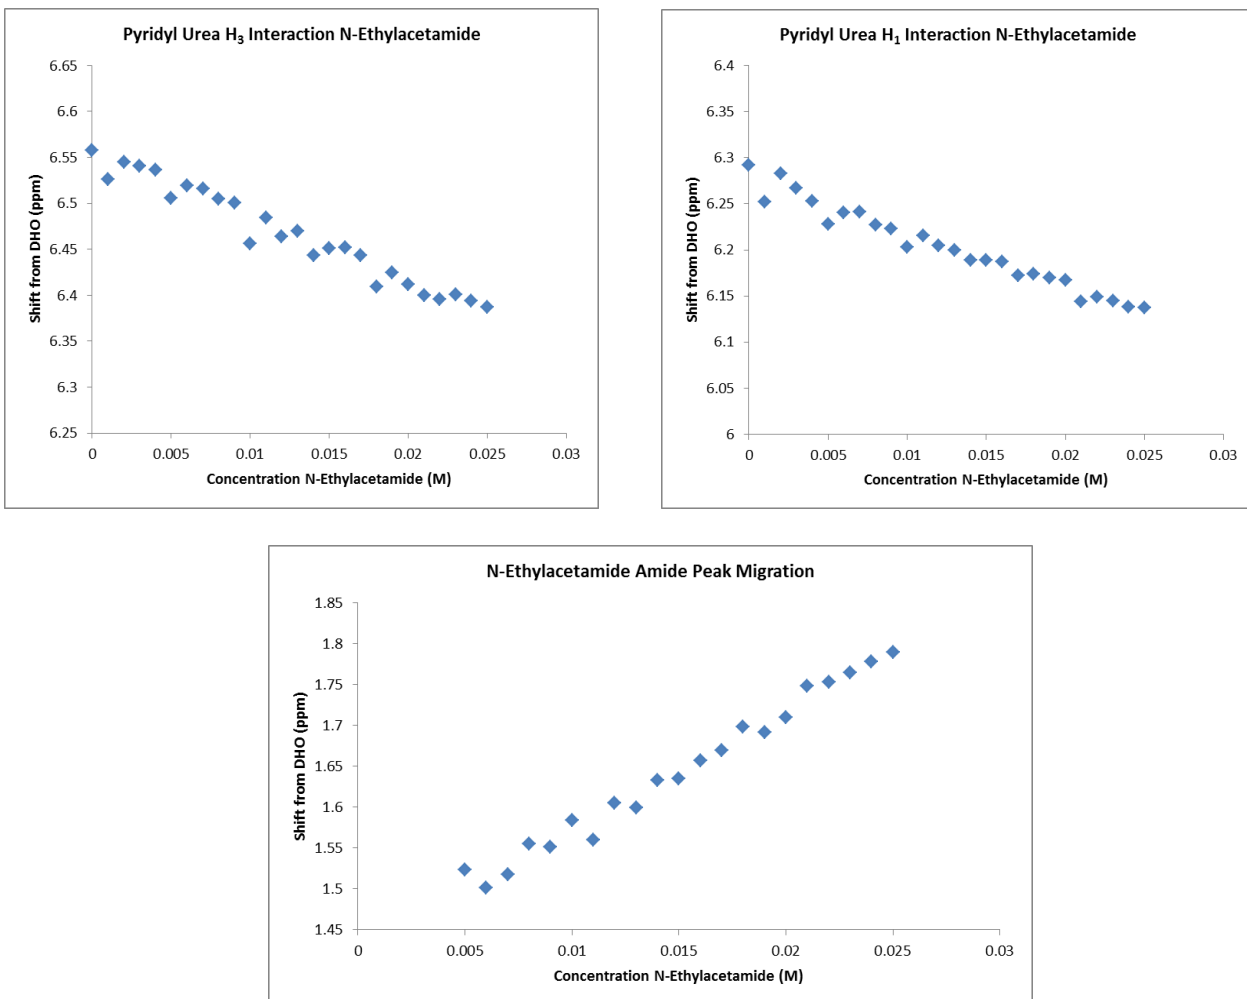 Pyridyl Urea H₃ Interaction N-Ethylacetamide
6.65
6.6
6.55
6.5
6.45
6.4
6.35
6.3
6.25
Shift from DHO (ppm)
0 0.005 0.01 0.015 0.02 0.025 0.03
Concentration N-Ethylacetamide (M)
Pyridyl Urea H₁ Interaction N-Ethylacetamide
6.4
6.35
6.3
6.25
6.2
6.15
6.1
6.05
6
Shift from DHO (ppm)
0 0.005 0.01 0.015 0.02 0.025 0.03
Concentration N-Ethylacetamide (M)
N-Ethylacetamide Amide Peak Migration
1.85
1.8
1.75
1.7
1.65
1.6
1.55
1.5
1.45
Shift from DHO (ppm)
0 0.005 0.01 0.015 0.02 0.025 0.03
Concentration N-Ethylacetamide (M)